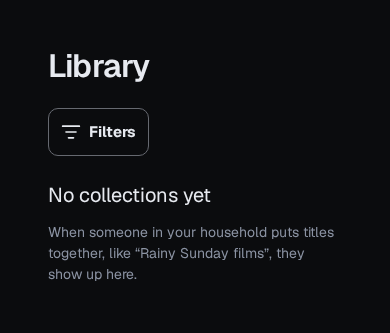 Library
Filters
No collections yet
When someone in your household puts titles
together, like “Rainy Sunday films”, they
show up here.